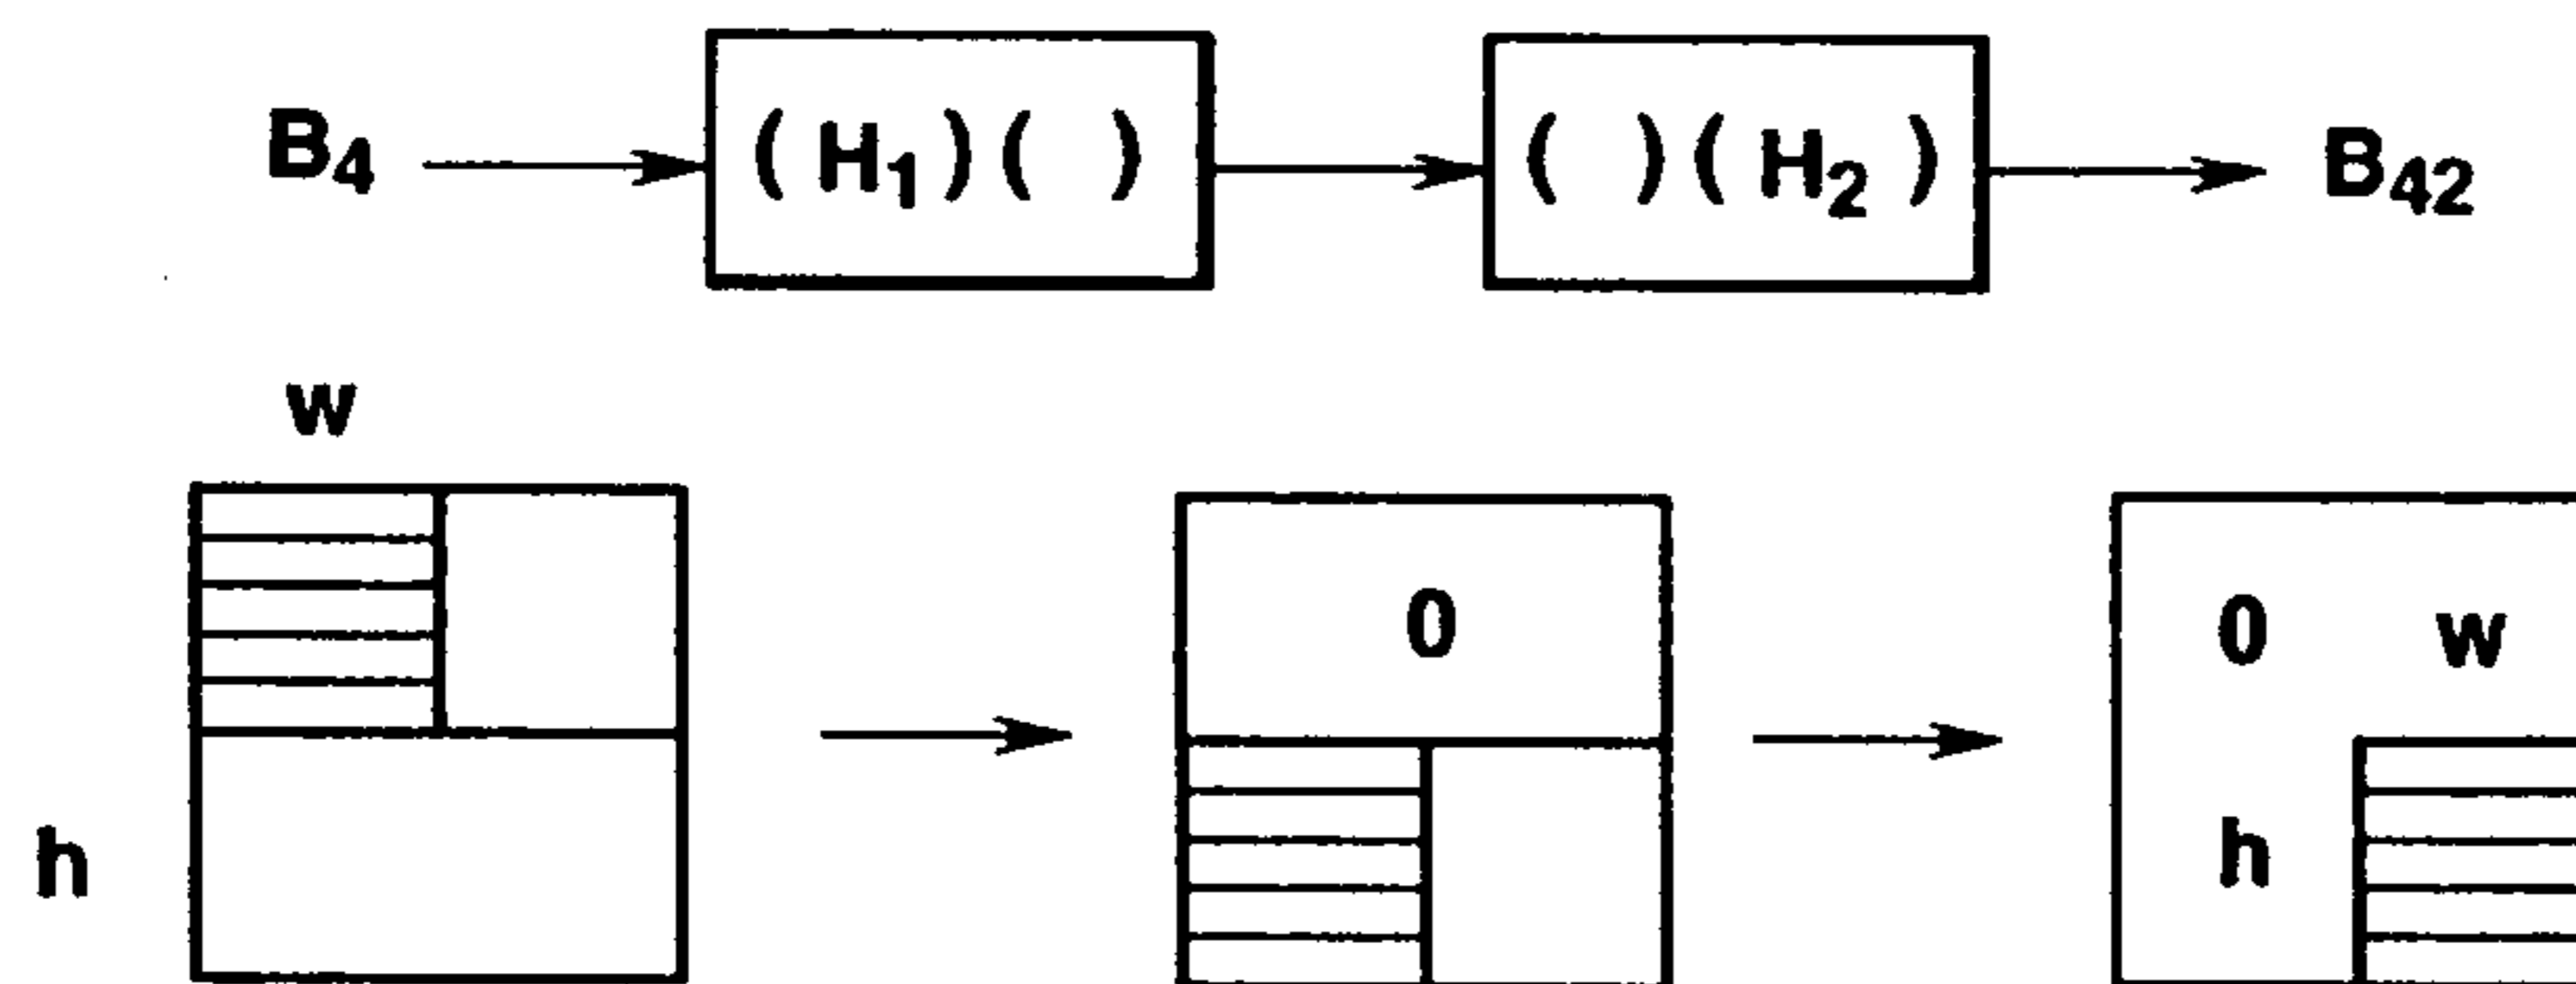 B₄ (H₁)( ) ( )(H₂) B₄₂
w
0 0 w
h h